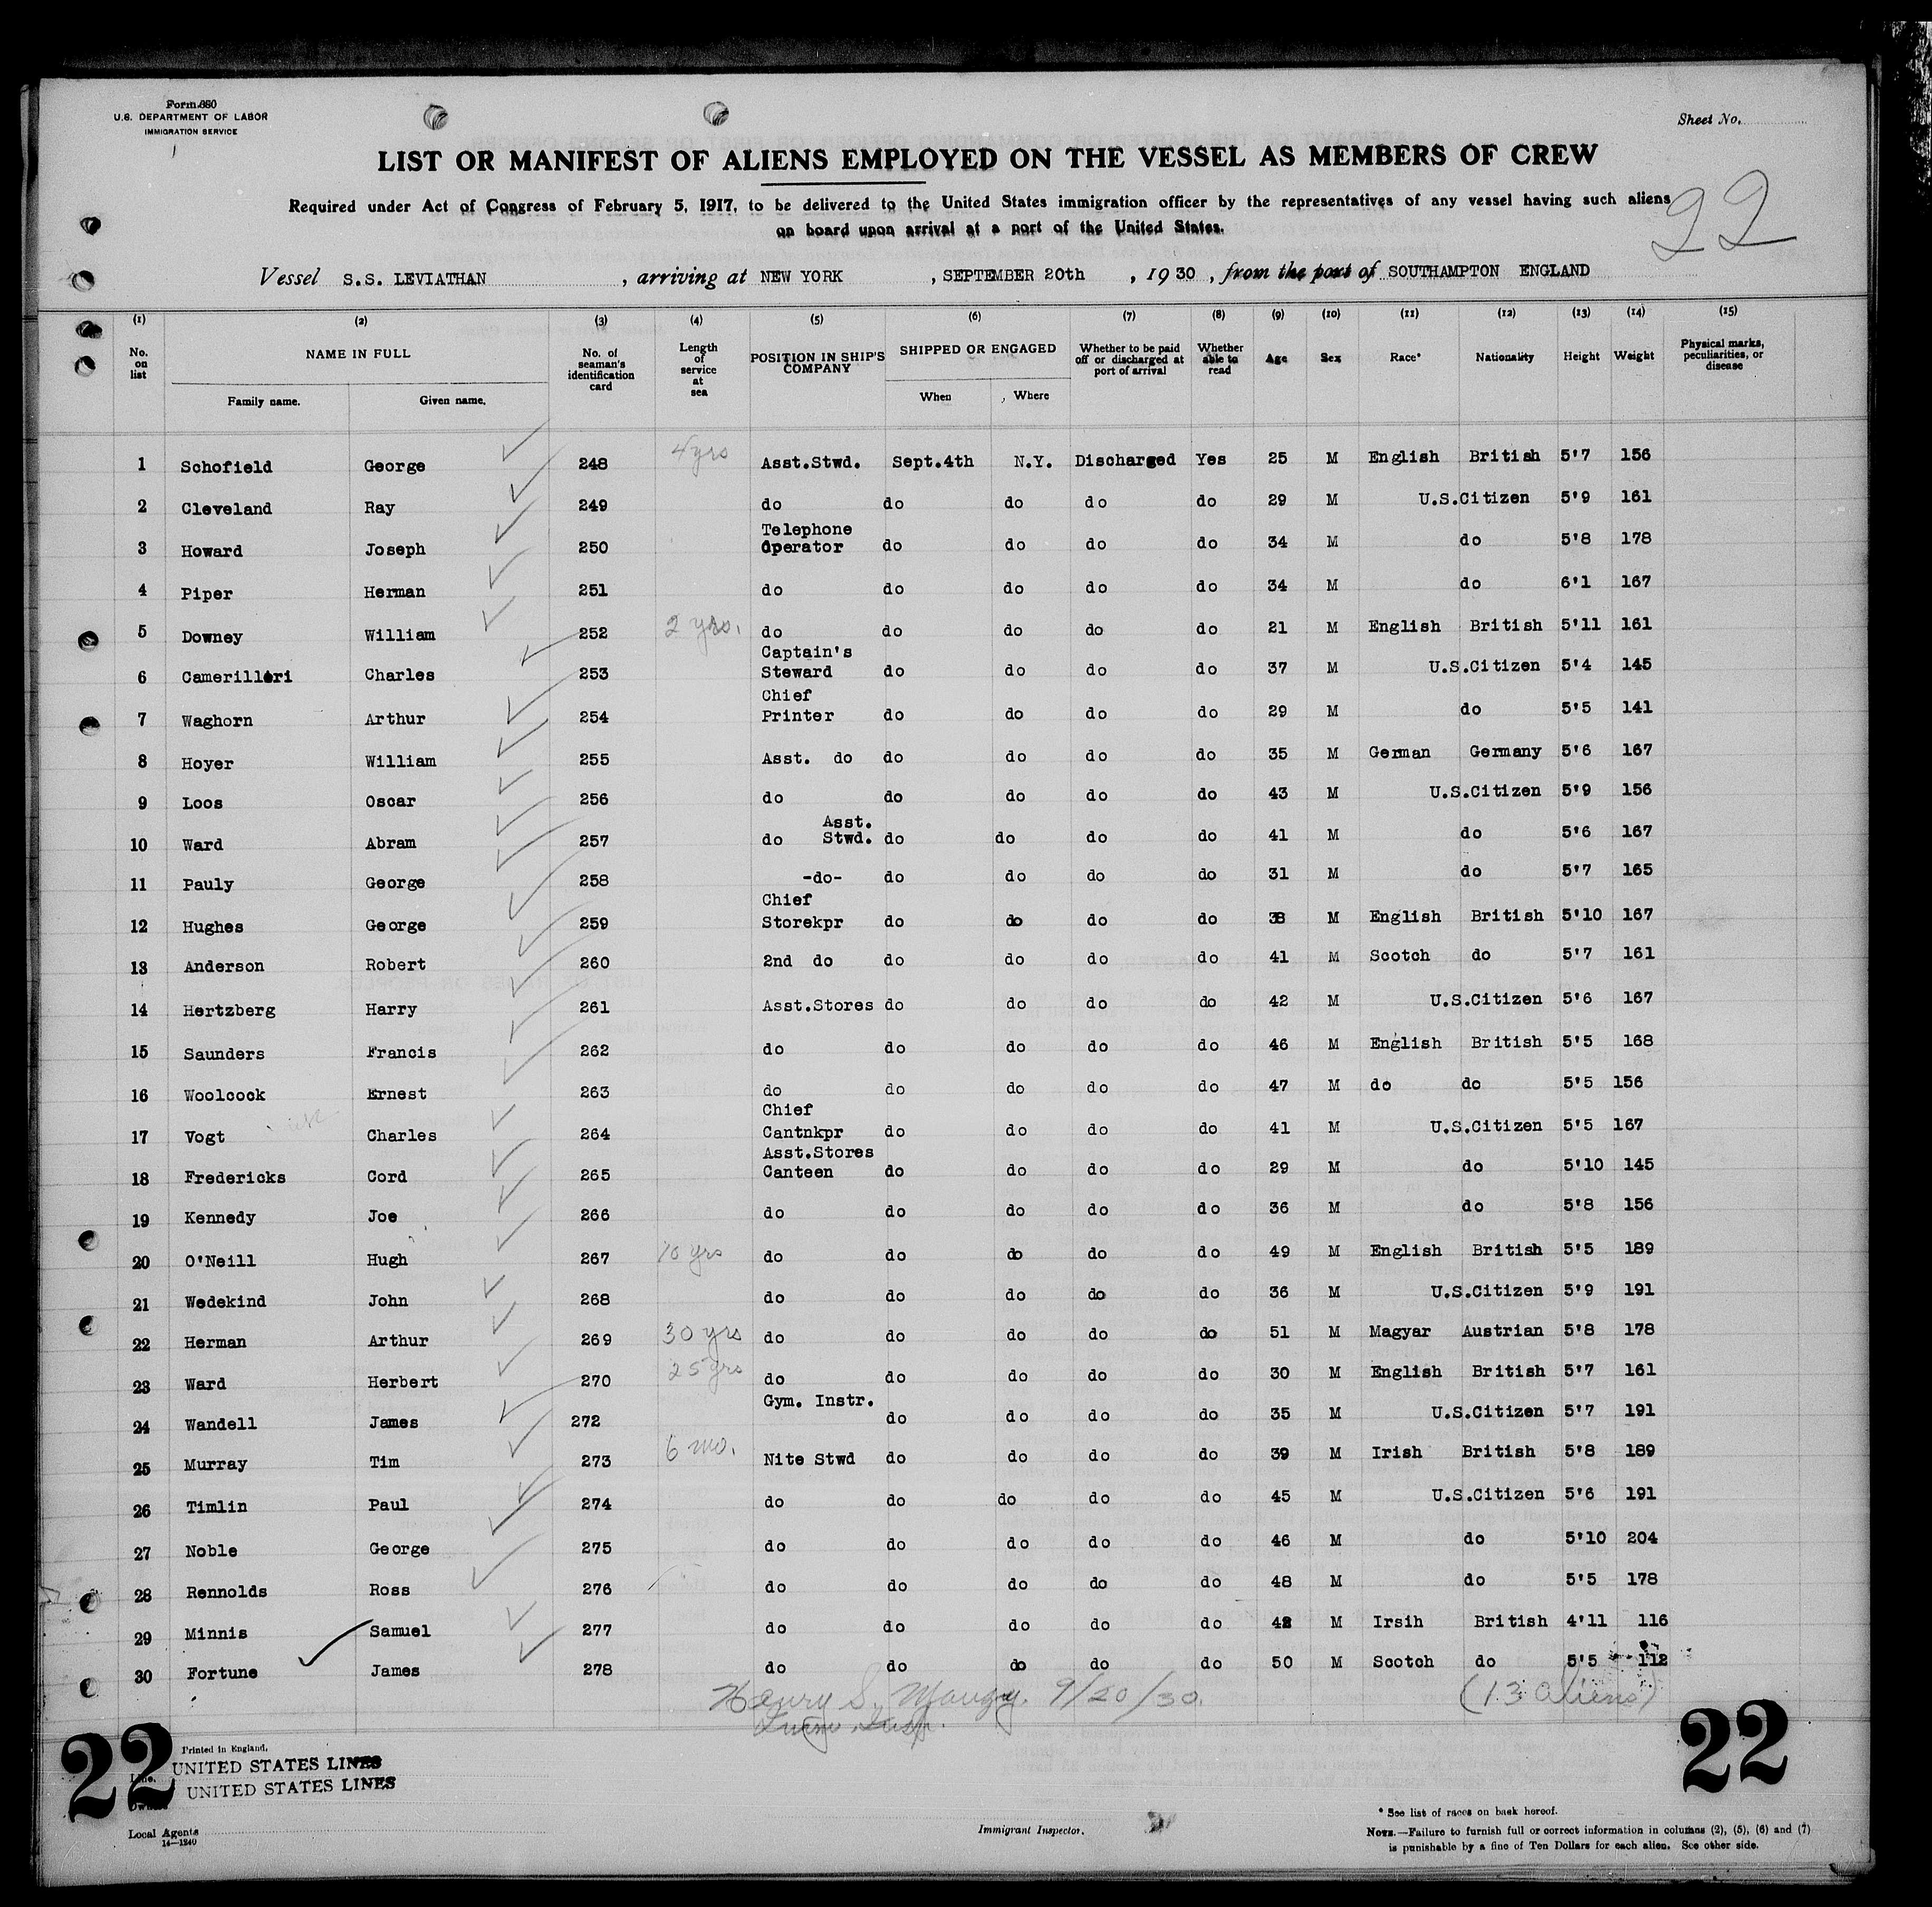 Form 680
U.S. DEPARTMENT OF LABOR
IMMIGRATION SERVICE
Sheet No.
LIST OR MANIFEST OF ALIENS EMPLOYED ON THE VESSEL AS MEMBERS OF CREW
Required under Act of Congress of February 5, 1917, to be delivered to the United States immigration officer by the representatives of any vessel having such aliens
on board upon arrival at a port of the United States.
22
Vessel S.S. LEVIATHAN , arriving at NEW YORK , SEPTEMBER 20th , 19 30 , from the port of SOUTHAMPTON ENGLAND
(1) (2) (3) (4) (5) (6) (7) (8) (9) (10) (11) (12) (13) (14) (15)
No. on list NAME IN FULL Family name. Given name. No. of seaman's identification card Length of service at sea POSITION IN SHIP'S COMPANY SHIPPED OR ENGAGED When Where Whether to be paid off or discharged at port of arrival Whether able to read Age Sex Race* Nationality Height Weight Physical marks, peculiarities, or disease
1 Schofield George 248 4 yrs Asst.Stwd. Sept.4th N.Y. Discharged Yes 25 M English British 5'7 156
2 Cleveland Ray 249 do do do do do 29 M U.S.Citizen 5'9 161
3 Howard Joseph 250 Telephone Operator do do do do 34 M do 5'8 178
4 Piper Herman 251 do do do do do 34 M do 6'1 167
5 Downey William 252 2 yrs. do do do do do 21 M English British 5'11 161
6 Camerilleri Charles 253 Captain's Steward do do do do 37 M U.S.Citizen 5'4 145
7 Waghorn Arthur 254 Chief Printer do do do do 29 M do 5'5 141
8 Hoyer William 255 Asst. do do do do do 35 M German Germany 5'6 167
9 Loos Oscar 256 do do do do do 43 M U.S.Citizen 5'9 156
10 Ward Abram 257 do Asst. Stwd. do do do do 41 M do 5'6 167
11 Pauly George 258 -do- do do do do 31 M do 5'7 165
12 Hughes George 259 Chief Storekpr do do do do 38 M English British 5'10 167
13 Anderson Robert 260 2nd do do do do do 41 M Scotch do 5'7 161
14 Hertzberg Harry 261 Asst.Stores do do do do 42 M U.S.Citizen 5'6 167
15 Saunders Francis 262 do do do do do 46 M English British 5'5 168
16 Woolcock Ernest 263 do do do do do 47 M do do 5'5 156
17 Vogt Charles 264 Chief Cantnkpr do do do do 41 M U.S.Citizen 5'5 167
18 Fredericks Cord 265 Asst.Stores Canteen do do do do 29 M do 5'10 145
19 Kennedy Joe 266 do do do do do 36 M do 5'8 156
20 O'Neill Hugh 267 10 yrs do do do do do 49 M English British 5'5 189
21 Wedekind John 268 do do do do do 36 M U.S.Citizen 5'9 191
22 Herman Arthur 269 30 yrs do do do do do 51 M Magyar Austrian 5'8 178
23 Ward Herbert 270 25 yrs do do do do do 30 M English British 5'7 161
24 Wandell James 272 Gym. Instr. do do do do 35 M U.S.Citizen 5'7 191
25 Murray Tim 273 6 mo. Nite Stwd do do do do 39 M Irish British 5'8 189
26 Timlin Paul 274 do do do do do 45 M U.S.Citizen 5'6 191
27 Noble George 275 do do do do do 46 M do 5'10 204
28 Rennolds Ross 276 do do do do do 48 M do 5'5 178
29 Minnis Samuel 277 do do do do do 48 M Irsih British 4'11 116
30 Fortune James 278 do do do do do 50 M Scotch do 5'5 112
Henry S. 9/20/30. (13 aliens)
22 22
Printed in England.
Line. UNITED STATES LINES
Owners UNITED STATES LINES
Local Agents
14—1240
Immigrant Inspector.
* See list of races on back hereof.
NOTE.—Failure to furnish full or correct information in columns (2), (5), (6) and (7)
is punishable by a fine of Ten Dollars for each alien. See other side.